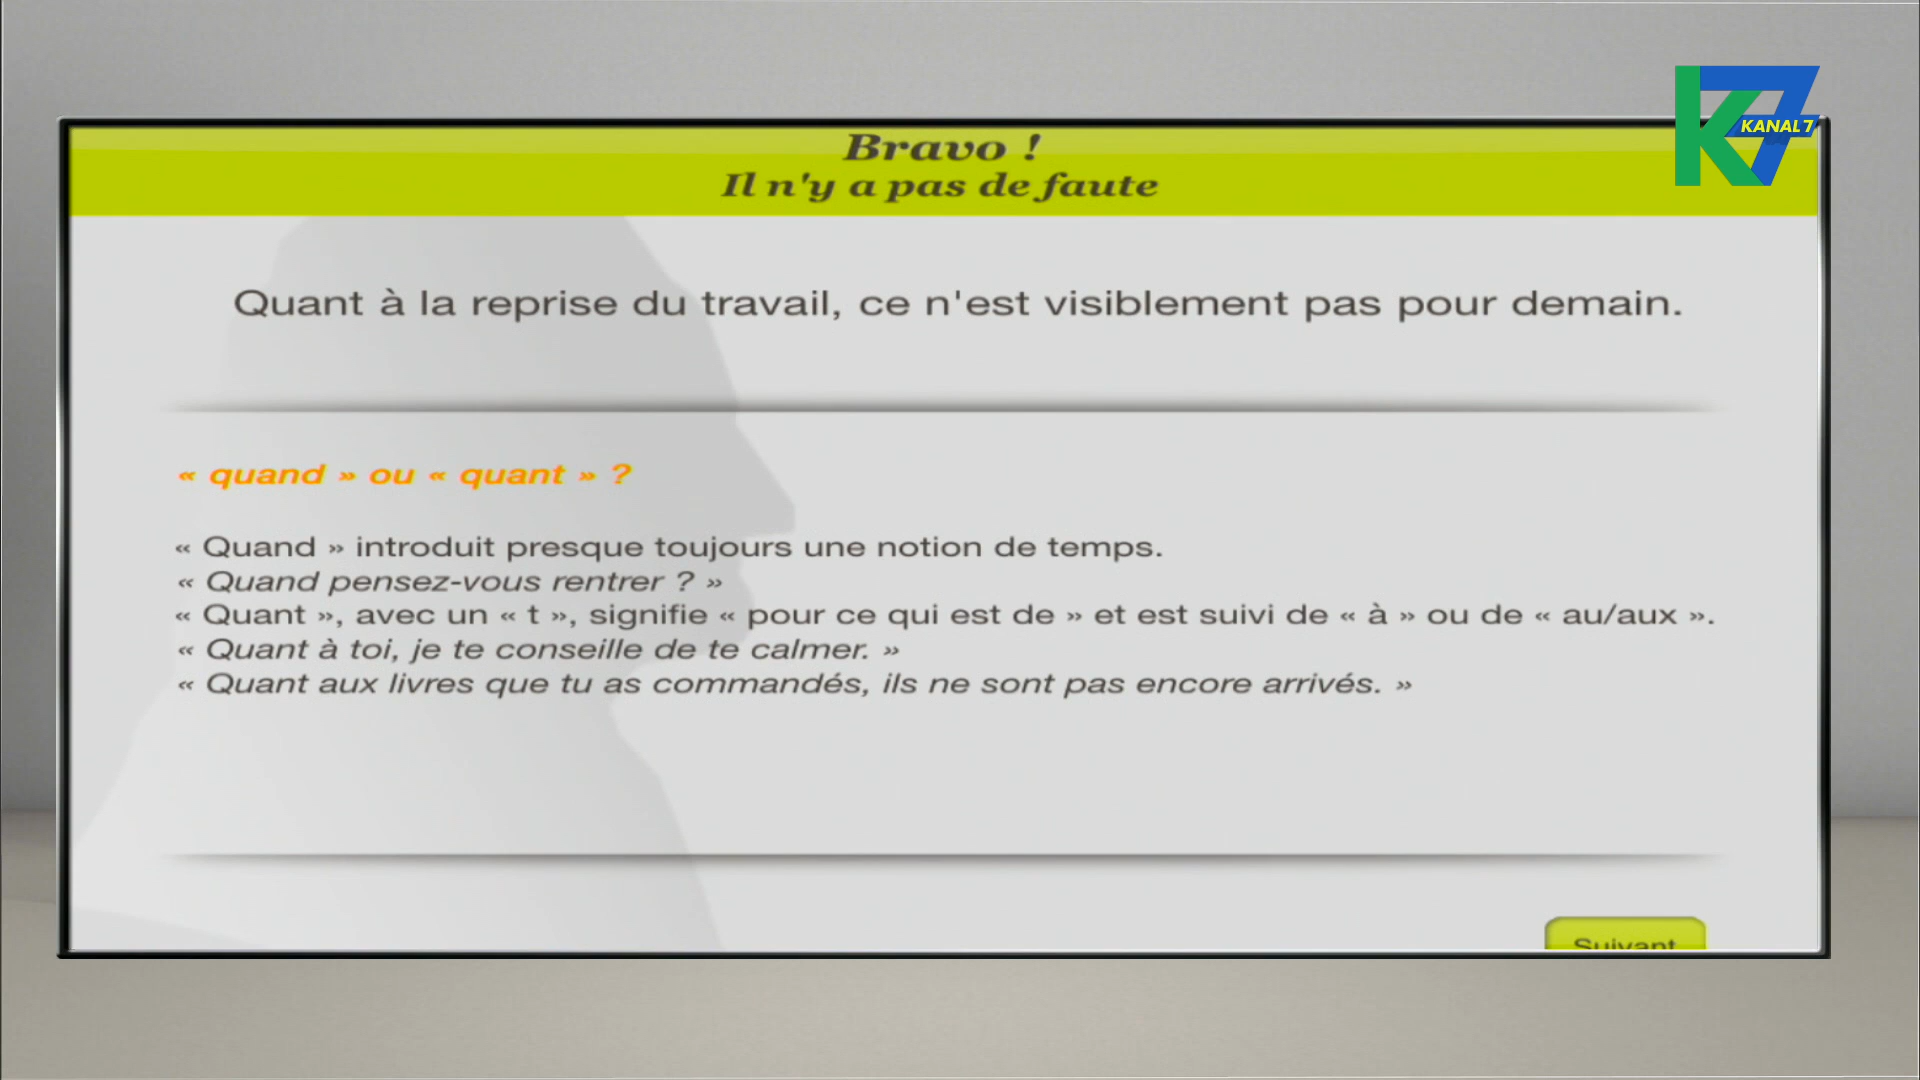 KANAL 7
Bravo !
Il n'y a pas de faute
Quant à la reprise du travail, ce n'est visiblement pas pour demain.
« quand » ou « quant » ?
« Quand » introduit presque toujours une notion de temps.
« Quand pensez-vous rentrer ? »
« Quant », avec un « t », signifie « pour ce qui est de » et est suivi de « à » ou de « au/aux ».
« Quant à toi, je te conseille de te calmer. »
« Quant aux livres que tu as commandés, ils ne sont pas encore arrivés. »
Suivant